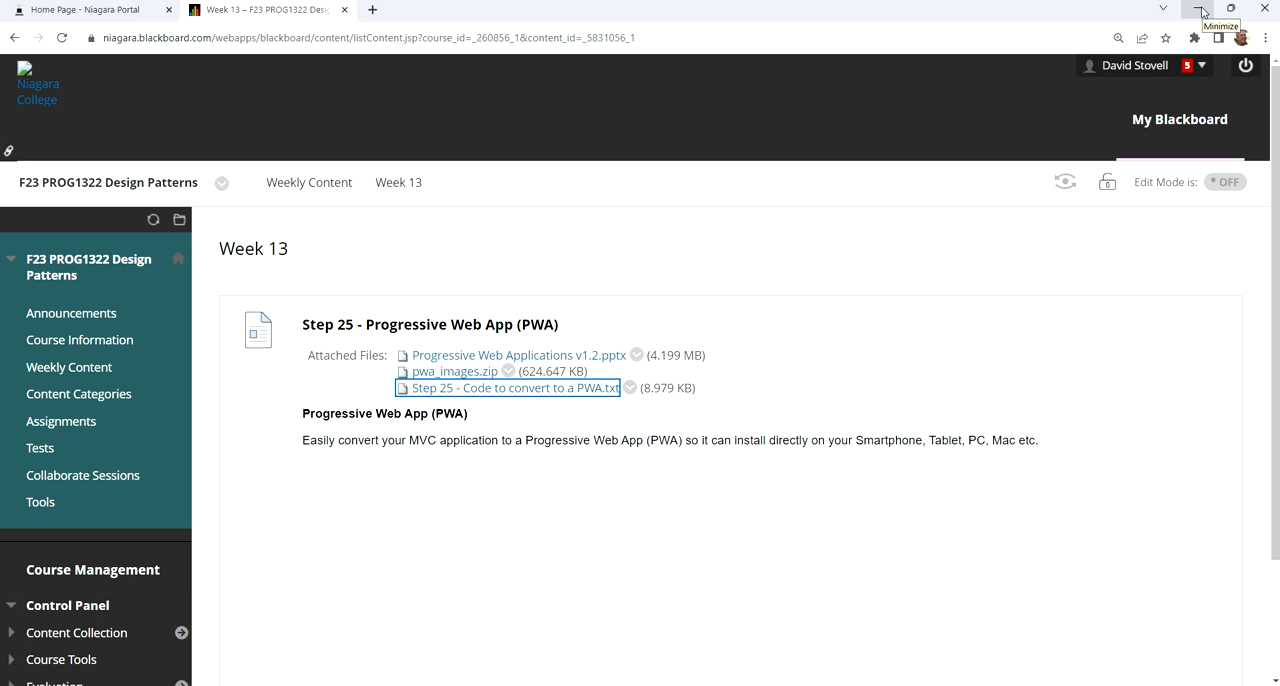 Home Page - Niagara Portal
Week 13 – F23 PROG1322 Desi
Minimize
niagara.blackboard.com/webapps/blackboard/content/listContent.jsp?course_id=_260856_1&content_id=_5831056_1
Niagara
College
David Stovell 5
My Blackboard
F23 PROG1322 Design Patterns Weekly Content Week 13 Edit Mode is: OFF
F23 PROG1322 Design
Patterns
Announcements
Course Information
Weekly Content
Content Categories
Assignments
Tests
Collaborate Sessions
Tools
Course Management
Control Panel
Content Collection
Course Tools
Evaluation
Week 13
Step 25 - Progressive Web App (PWA)
Attached Files: Progressive Web Applications v1.2.pptx (4.199 MB)
pwa_images.zip (624.647 KB)
Step 25 - Code to convert to a PWA.txt (8.979 KB)
Progressive Web App (PWA)
Easily convert your MVC application to a Progressive Web App (PWA) so it can install directly on your Smartphone, Tablet, PC, Mac etc.